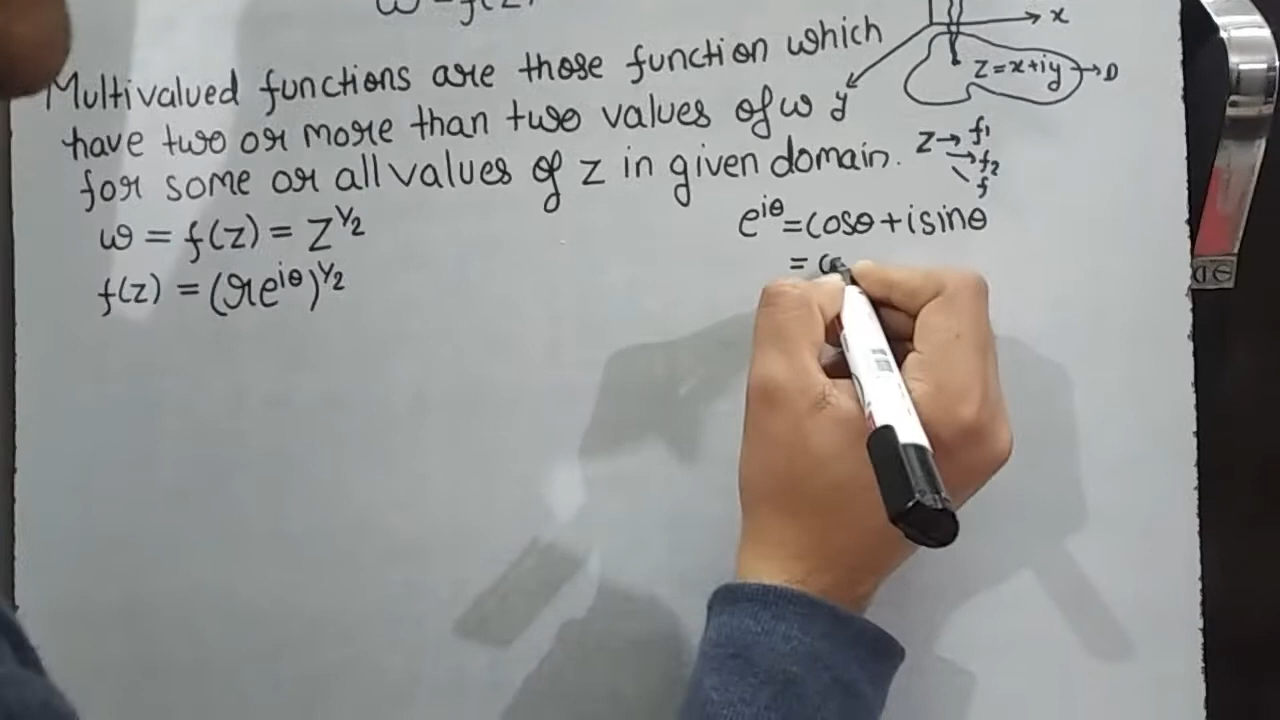 ω = f(z)
x
Multivalued functions are those function which
z=x+iy → D
have two or more than two values of ω y
for some or all values of z in given domain.
z → f₁
→ f₂
f
ω = f(z) = z^½
e^iθ = cosθ + i sinθ
f(z) = (re^iθ)^½
= co